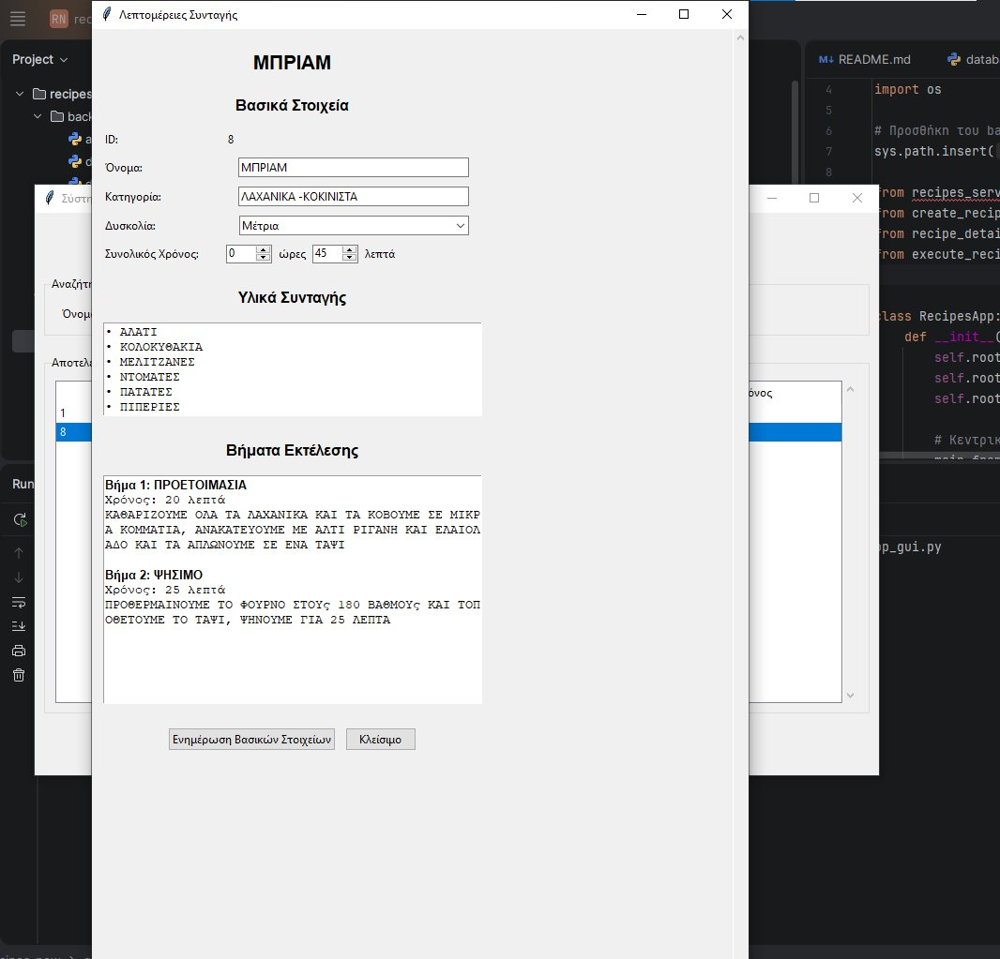 RN rec
Λεπτομέρειες Συνταγής
Project
README.md
datab
recipes
back
ΜΠΡΙΑΜ
Βασικά Στοιχεία
ID: 8
Όνομα: ΜΠΡΙΑΜ
Κατηγορία: ΛΑΧΑΝΙΚΑ -ΚΟΚΙΝΙΣΤΑ
Δυσκολία: Μέτρια
Συνολικός Χρόνος: 0 ώρες 45 λεπτά
Υλικά Συνταγής
• ΑΛΑΤΙ
• ΚΟΛΟΚΥΘΑΚΙΑ
• ΜΕΛΙΤΖΑΝΕΣ
• ΝΤΟΜΑΤΕΣ
• ΠΑΤΑΤΕΣ
• ΠΙΠΕΡΙΕΣ
Βήματα Εκτέλεσης
Βήμα 1: ΠΡΟΕΤΟΙΜΑΣΙΑ
Χρόνος: 20 λεπτά
ΚΑΘΑΡΙΖΟΥΜΕ ΟΛΑ ΤΑ ΛΑΧΑΝΙΚΑ ΚΑΙ ΤΑ ΚΟΒΟΥΜΕ ΣΕ ΜΙΚΡ
Α ΚΟΜΜΑΤΙΑ, ΑΝΑΚΑΤΕΥΟΥΜΕ ΜΕ ΑΛΤΙ ΡΙΓΑΝΗ ΚΑΙ ΕΛΑΙΟΛ
ΑΔΟ ΚΑΙ ΤΑ ΑΠΛΩΝΟΥΜΕ ΣΕ ΕΝΑ ΤΑΨΙ
Βήμα 2: ΨΗΣΙΜΟ
Χρόνος: 25 λεπτά
ΠΡΟΘΕΡΜΑΙΝΟΥΜΕ ΤΟ ΦΟΥΡΝΟ ΣΤΟΥς 180 ΒΑΘΜΟΥς ΚΑΙ ΤΟΠ
ΟΘΕΤΟΥΜΕ ΤΟ ΤΑΨΙ, ΨΗΝΟΥΜΕ ΓΙΑ 25 ΛΕΠΤΑ
Ενημέρωση Βασικών Στοιχείων
Κλείσιμο
Σύστη
Αναζήτη
Όνομα
Αποτελέ
όνος
1
8
Run
4 import os
5
6 # Προσθήκη του ba
7 sys.path.insert(
8
from recipes_serv
from create_recip
from recipe_detai
from execute_reci
class RecipesApp:
def __init__(
self.root
self.root
self.root
# Κεντρικ
pp_gui.py